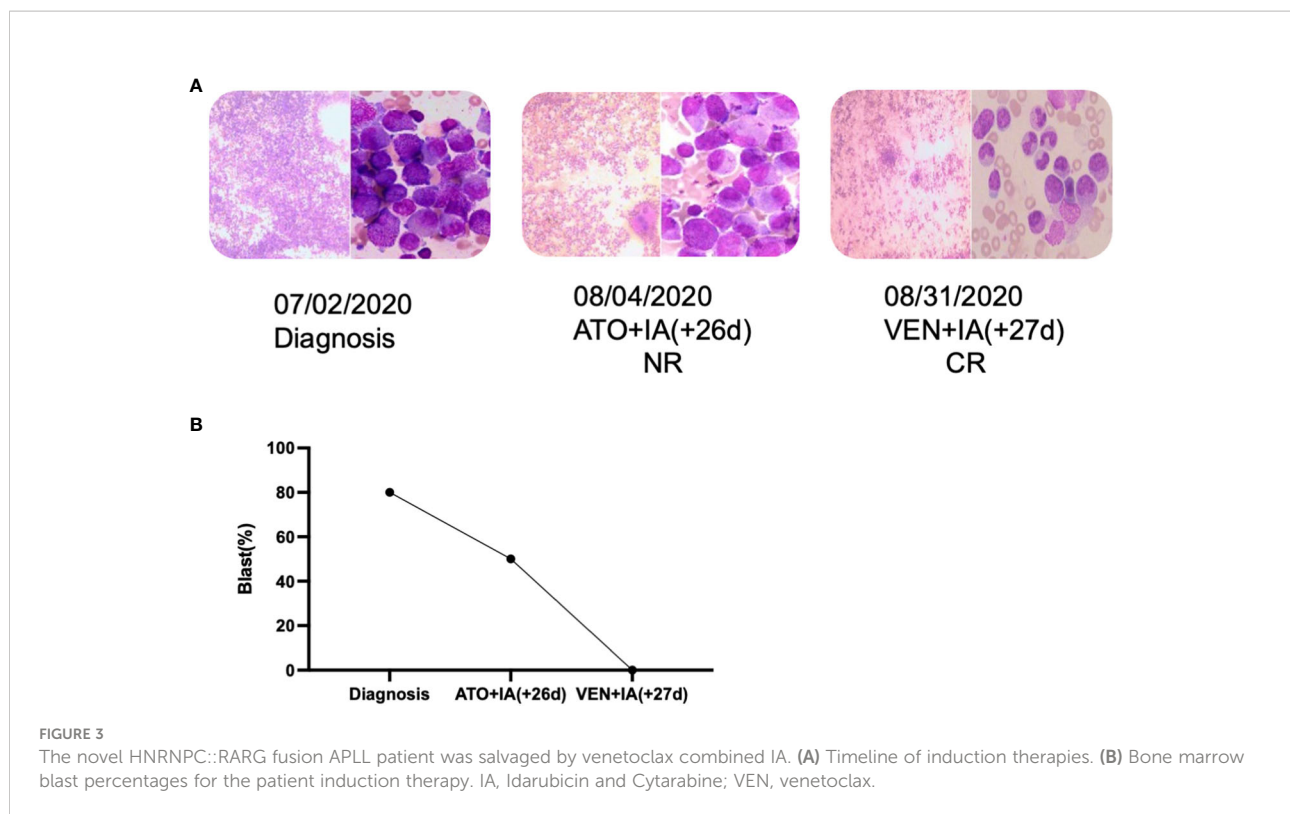 A
07/02/2020
Diagnosis
08/04/2020
ATO+IA(+26d)
NR
08/31/2020
VEN+IA(+27d)
CR
B
100
80
60
40
20
0
Blast(%)
Diagnosis
ATO+IA(+26d)
VEN+IA(+27d)
FIGURE 3
The novel HNRNPC::RARG fusion APLL patient was salvaged by venetoclax combined IA. (A) Timeline of induction therapies. (B) Bone marrow
blast percentages for the patient induction therapy. IA, Idarubicin and Cytarabine; VEN, venetoclax.